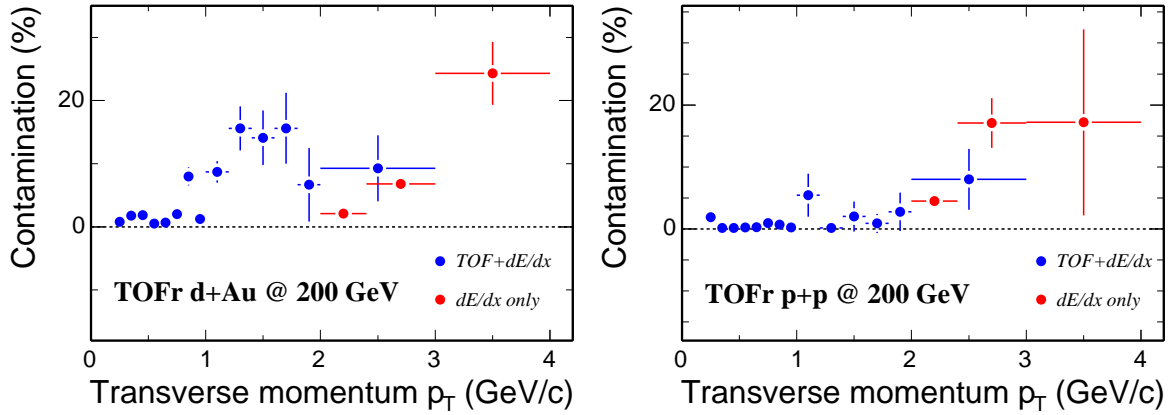 Contamination (%)
20
0
TOF+dE/dx
dE/dx only
TOFr d+Au @ 200 GeV
0 1 2 3 4
Transverse momentum p_T (GeV/c)
Contamination (%)
20
0
TOF+dE/dx
dE/dx only
TOFr p+p @ 200 GeV
0 1 2 3 4
Transverse momentum p_T (GeV/c)